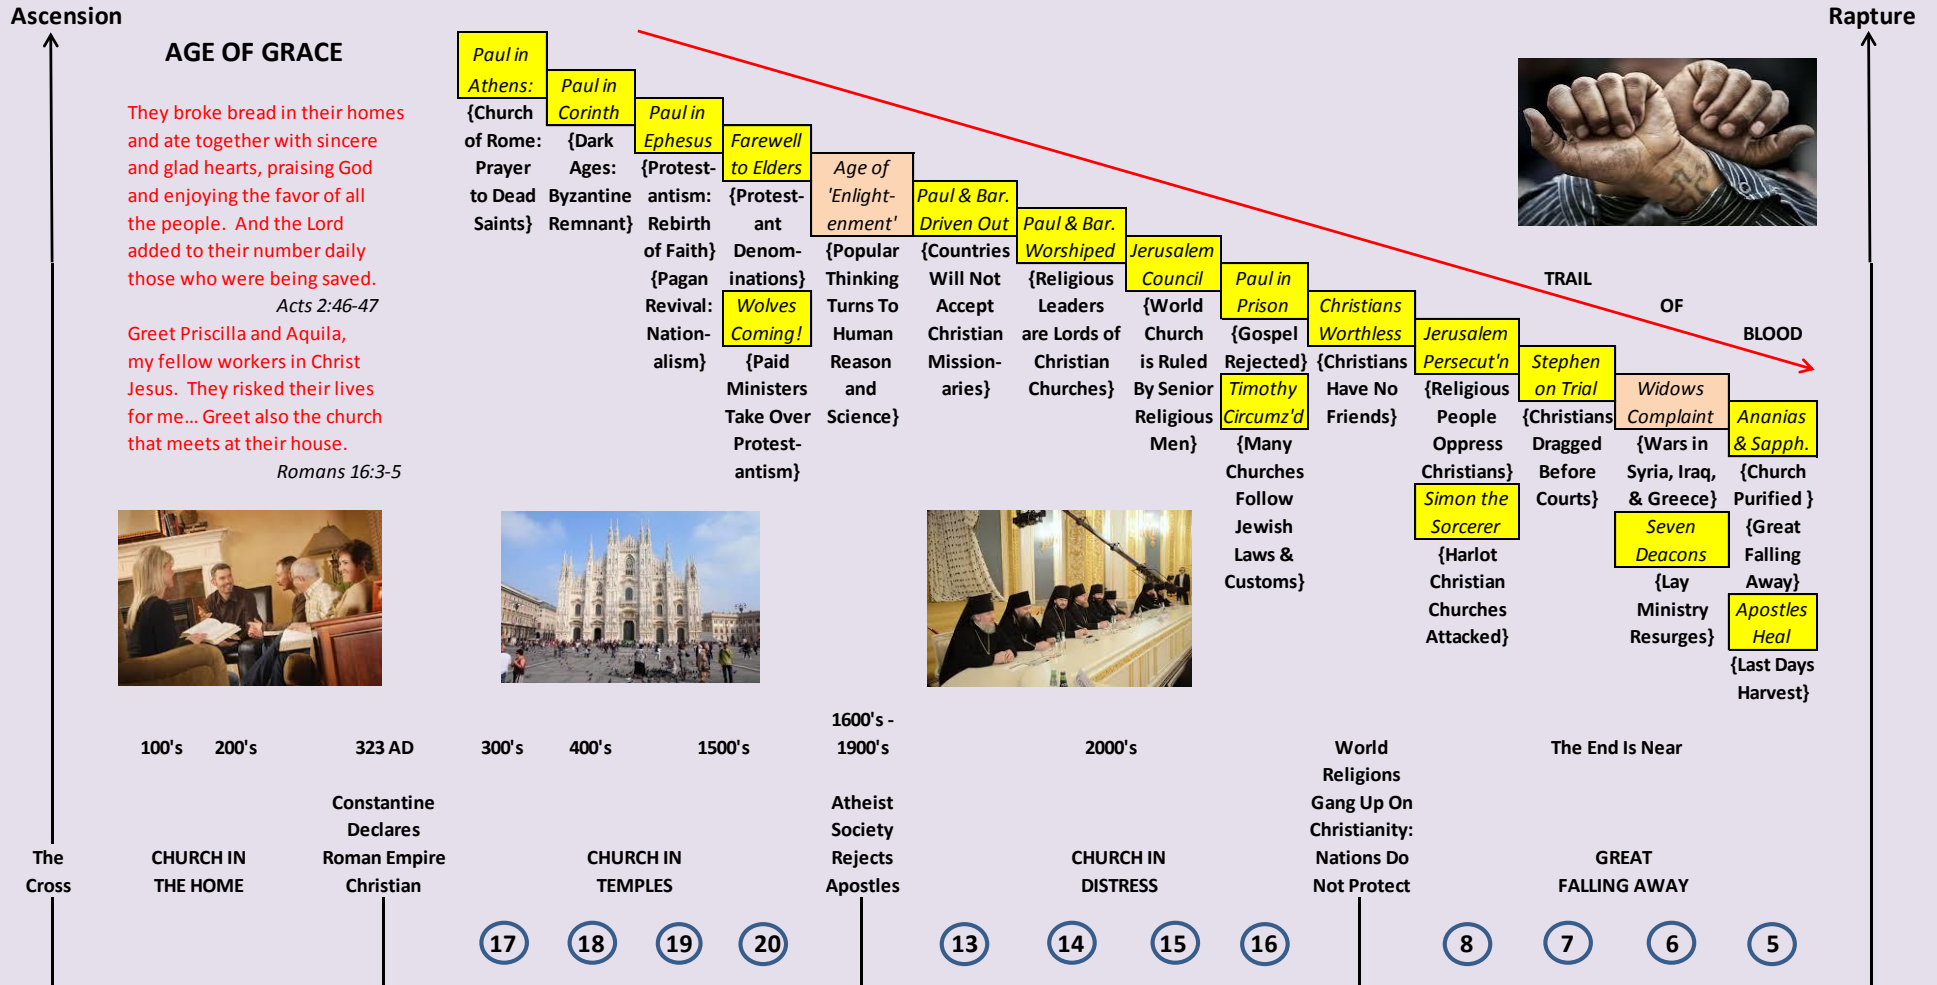 Ascension
Rapture
AGE OF GRACE
They broke bread in their homes
and ate together with sincere
and glad hearts, praising God
and enjoying the favor of all
the people.  And the Lord
added to their number daily
those who were being saved.
Acts 2:46-47
Greet Priscilla and Aquila,
my fellow workers in Christ
Jesus.  They risked their lives
for me… Greet also the church
that meets at their house.
Romans 16:3-5
Paul in
Athens:
{Church
of Rome:
Prayer
to Dead
Saints}
Paul in
Corinth
{Dark
Ages:
Byzantine
Remnant}
Paul in
Ephesus
{Protest-
antism:
Rebirth
of Faith}
{Pagan
Revival:
Nation-
alism}
Farewell
to Elders
{Protest-
ant
Denom-
inations}
Wolves
Coming!
{Paid
Ministers
Take Over
Protest-
antism}
Age of
'Enlight-
enment'
{Popular
Thinking
Turns To
Human
Reason
and
Science}
Paul & Bar.
Driven Out
{Countries
Will Not
Accept
Christian
Mission-
aries}
Paul & Bar.
Worshiped
{Religious
Leaders
are Lords of
Christian
Churches}
Jerusalem
Council
{World
Church
is Ruled
By Senior
Religious
Men}
Paul in
Prison
{Gospel
Rejected}
Timothy
Circumz'd
{Many
Churches
Follow
Jewish
Laws &
Customs}
Christians
Worthless
{Christians
Have No
Friends}
Jerusalem
Persecut'n
{Religious
People
Oppress
Christians}
Simon the
Sorcerer
{Harlot
Christian
Churches
Attacked}
Stephen
on Trial
{Christians
Dragged
Before
Courts}
Widows
Complaint
{Wars in
Syria, Iraq,
& Greece}
Seven
Deacons
{Lay
Ministry
Resurges}
Ananias
& Sapph.
{Church
Purified }
{Great
Falling
Away}
Apostles
Heal
{Last Days
Harvest}
TRAIL
OF
BLOOD
100's
200's
323 AD
300's
400's
1500's
1600's -
1900's
2000's
World
Religions
Gang Up On
Christianity:
Nations Do
Not Protect
The End Is Near
The
Cross
CHURCH IN
THE HOME
Constantine
Declares
Roman Empire
Christian
CHURCH IN
TEMPLES
Atheist
Society
Rejects
Apostles
CHURCH IN
DISTRESS
GREAT
FALLING AWAY
17
18
19
20
13
14
15
16
8
7
6
5